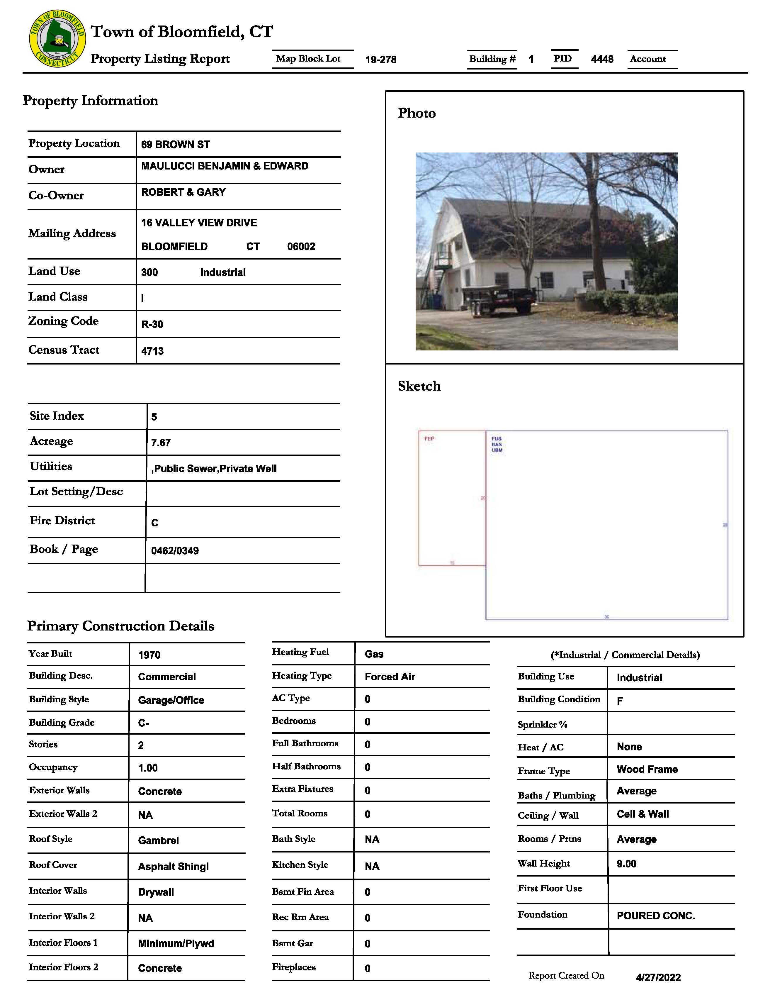 TOWN OF BLOOMFIELD
CONNECTICUT
Town of Bloomfield, CT
Property Listing Report Map Block Lot 19-278 Building # 1 PID 4448 Account
Property Information
Property Location 69 BROWN ST
Owner MAULUCCI BENJAMIN & EDWARD
Co-Owner ROBERT & GARY
Mailing Address 16 VALLEY VIEW DRIVE
BLOOMFIELD CT 06002
Land Use 300 Industrial
Land Class I
Zoning Code R-30
Census Tract 4713
Photo
Site Index 5
Acreage 7.67
Utilities ,Public Sewer,Private Well
Lot Setting/Desc
Fire District C
Book / Page 0462/0349
Sketch
FEP
FUS
BAS
UBM
20
10
28
36
Primary Construction Details
Year Built 1970
Building Desc. Commercial
Building Style Garage/Office
Building Grade C-
Stories 2
Occupancy 1.00
Exterior Walls Concrete
Exterior Walls 2 NA
Roof Style Gambrel
Roof Cover Asphalt Shingl
Interior Walls Drywall
Interior Walls 2 NA
Interior Floors 1 Minimum/Plywd
Interior Floors 2 Concrete
Heating Fuel Gas
Heating Type Forced Air
AC Type 0
Bedrooms 0
Full Bathrooms 0
Half Bathrooms 0
Extra Fixtures 0
Total Rooms 0
Bath Style NA
Kitchen Style NA
Bsmt Fin Area 0
Rec Rm Area 0
Bsmt Gar 0
Fireplaces 0
(*Industrial / Commercial Details)
Building Use Industrial
Building Condition F
Sprinkler %
Heat / AC None
Frame Type Wood Frame
Baths / Plumbing Average
Ceiling / Wall Ceil & Wall
Rooms / Prtns Average
Wall Height 9.00
First Floor Use
Foundation POURED CONC.
Report Created On 4/27/2022